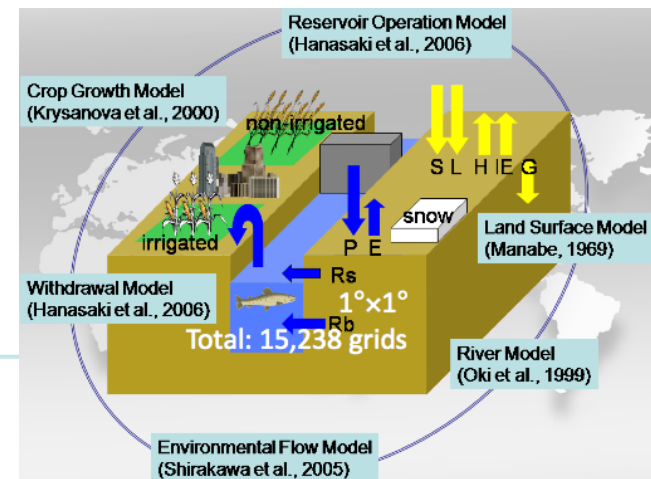 Reservoir Operation Model
(Hanasaki et al., 2006)
Crop Growth Model
(Krysanova et al., 2000)
non-irrigated
S L H lE G
snow
irrigated
P E
Land Surface Model
(Manabe, 1969)
Rs
Withdrawal Model
(Hanasaki et al., 2006)
1°×1°
Rb
Total: 15,238 grids
River Model
(Oki et al., 1999)
Environmental Flow Model
(Shirakawa et al., 2005)